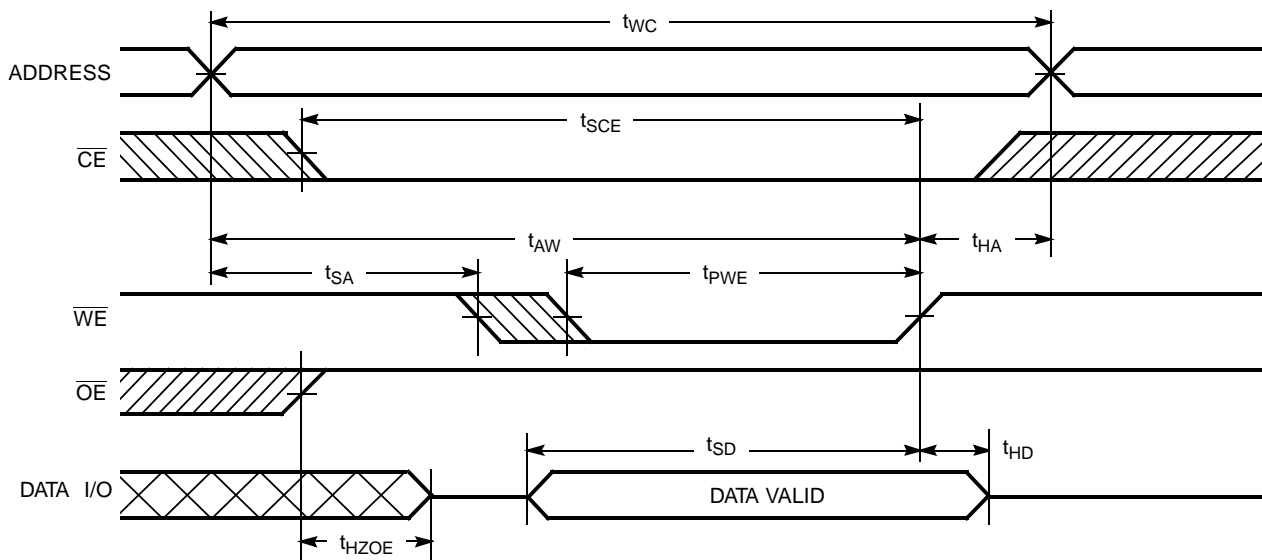 tWC
ADDRESS
tSCE
CE
tAW
tHA
tSA
tPWE
WE
OE
tSD
tHD
DATA I/O
DATA VALID
tHZOE